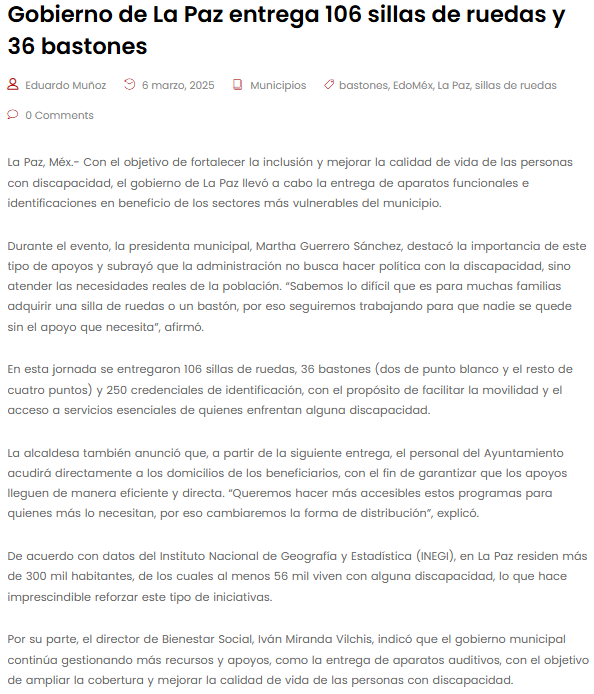 Gobierno de La Paz entrega 106 sillas de ruedas y
36 bastones
Eduardo Muñoz 6 marzo, 2025 Municipios bastones, EdoMéx, La Paz, sillas de ruedas
0 Comments
La Paz, Méx.- Con el objetivo de fortalecer la inclusión y mejorar la calidad de vida de las personas
con discapacidad, el gobierno de La Paz llevó a cabo la entrega de aparatos funcionales e
identificaciones en beneficio de los sectores más vulnerables del municipio.
Durante el evento, la presidenta municipal, Martha Guerrero Sánchez, destacó la importancia de este
tipo de apoyos y subrayó que la administración no busca hacer política con la discapacidad, sino
atender las necesidades reales de la población. “Sabemos lo difícil que es para muchas familias
adquirir una silla de ruedas o un bastón, por eso seguiremos trabajando para que nadie se quede
sin el apoyo que necesita”, afirmó.
En esta jornada se entregaron 106 sillas de ruedas, 36 bastones (dos de punto blanco y el resto de
cuatro puntos) y 250 credenciales de identificación, con el propósito de facilitar la movilidad y el
acceso a servicios esenciales de quienes enfrentan alguna discapacidad.
La alcaldesa también anunció que, a partir de la siguiente entrega, el personal del Ayuntamiento
acudirá directamente a los domicilios de los beneficiarios, con el fin de garantizar que los apoyos
lleguen de manera eficiente y directa. “Queremos hacer más accesibles estos programas para
quienes más lo necesitan, por eso cambiaremos la forma de distribución”, explicó.
De acuerdo con datos del Instituto Nacional de Geografía y Estadística (INEGI), en La Paz residen más
de 300 mil habitantes, de los cuales al menos 56 mil viven con alguna discapacidad, lo que hace
imprescindible reforzar este tipo de iniciativas.
Por su parte, el director de Bienestar Social, Iván Miranda Vilchis, indicó que el gobierno municipal
continúa gestionando más recursos y apoyos, como la entrega de aparatos auditivos, con el objetivo
de ampliar la cobertura y mejorar la calidad de vida de las personas con discapacidad.